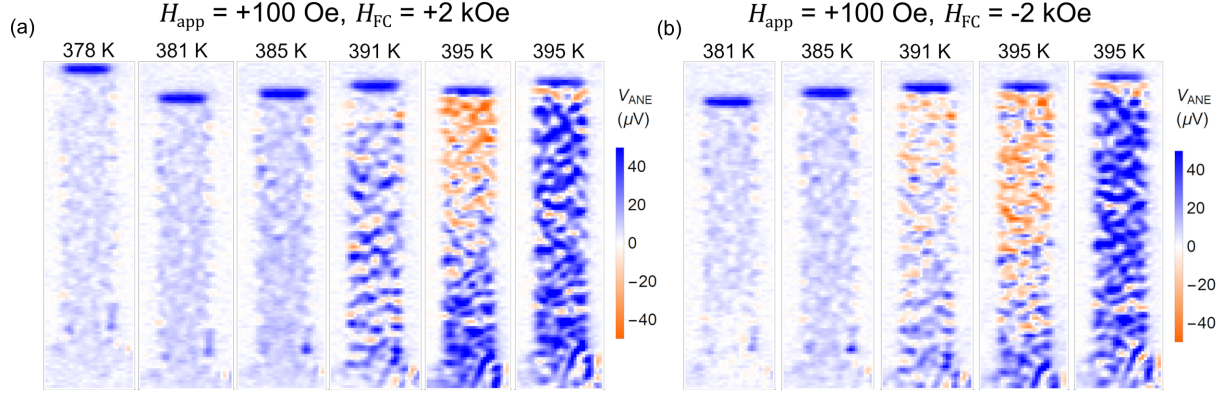 (a)
H_app = +100 Oe, H_FC = +2 kOe
378 K 381 K 385 K 391 K 395 K 395 K
V_ANE
(μV)
40
20
0
−20
−40
(b)
H_app = +100 Oe, H_FC = -2 kOe
381 K 385 K 391 K 395 K 395 K
V_ANE
(μV)
40
20
0
−20
−40